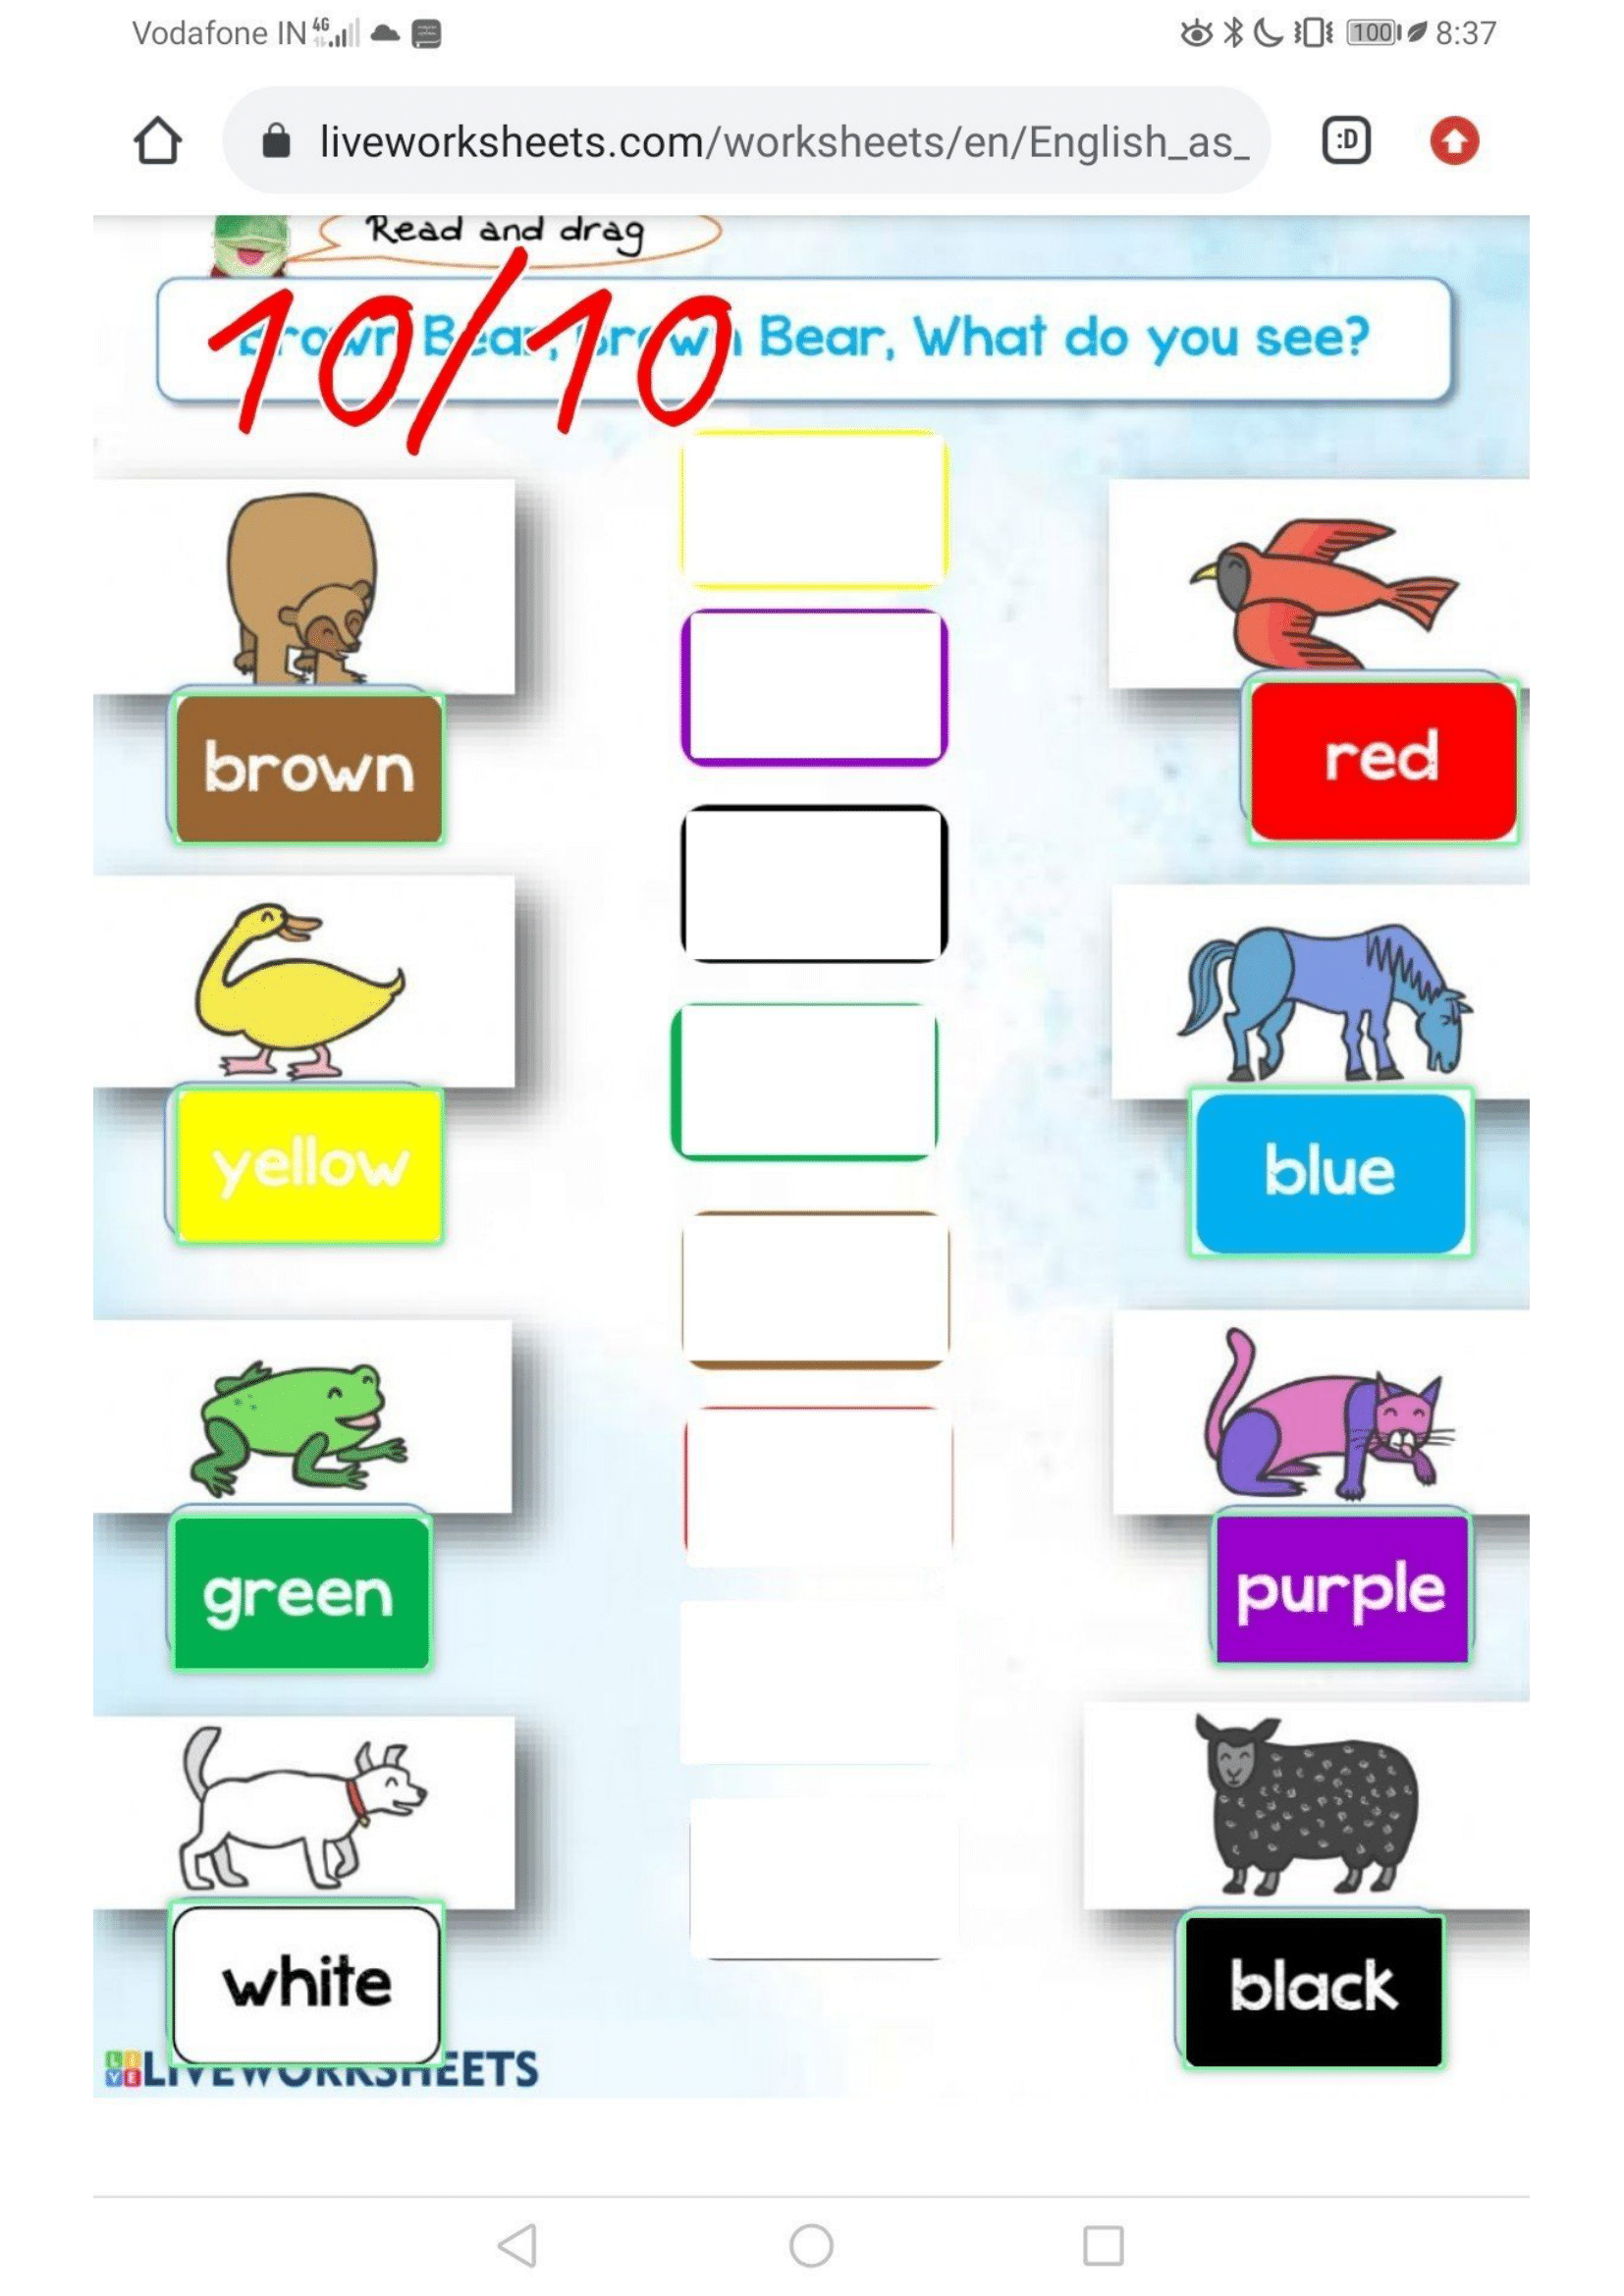 Vodafone IN 4G 100 8:37
liveworksheets.com/worksheets/en/English_as_
:D
Read and drag
Brown Bear, Brown Bear, What do you see?
10/10
brown
red
yellow
blue
green
purple
white
black
LIVEWORKSHEETS